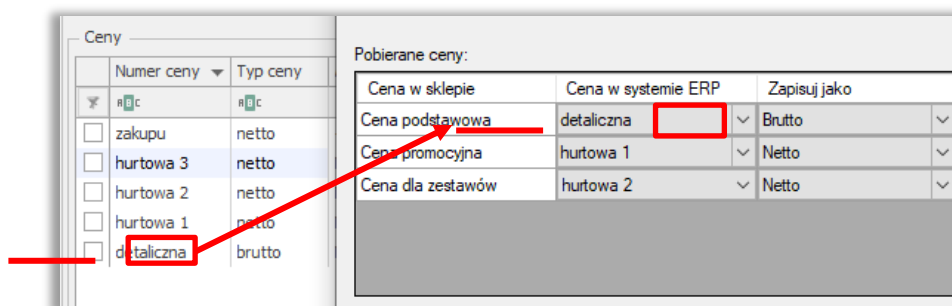 Ceny
Numer ceny Typ ceny
ABC ABC
zakupu netto
hurtowa 3 netto
hurtowa 2 netto
hurtowa 1 netto
detaliczna brutto
Pobierane ceny:
Cena w sklepie Cena w systemie ERP Zapisuj jako
Cena podstawowa detaliczna Brutto
Cena promocyjna hurtowa 1 Netto
Cena dla zestawów hurtowa 2 Netto